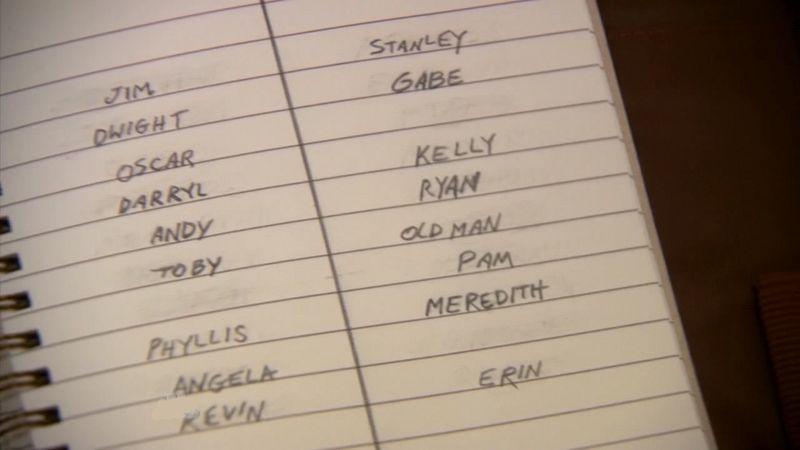 JIM
DWIGHT
OSCAR
DARRYL
ANDY
TOBY
PHYLLIS
ANGELA
KEVIN
STANLEY
GABE
KELLY
RYAN
OLD MAN
PAM
MEREDITH
ERIN